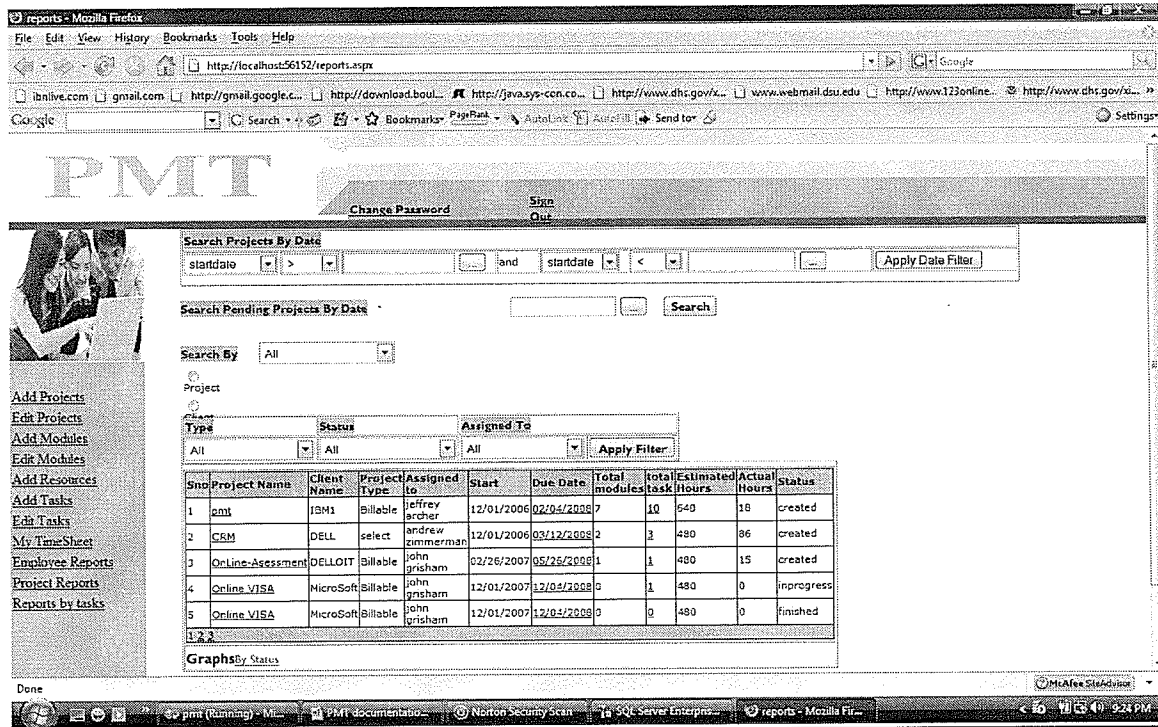 reports - Mozilla Firefox
File Edit View History Bookmarks Tools Help
http://localhost:56152/reports.aspx
Google
ibnlive.com gmail.com http://gmail.google.c... http://download.boul... http://java.sys-con.co... http://www.dhs.gov/x... www.webmail.dsu.edu http://www.123online... http://www.dhs.gov/xi... »
Google Search Bookmarks PageRank AutoLink AutoFill Send to Settings
PMT
Change Password Sign Out
Search Projects By Date
startdate > ... and startdate < ... Apply Date Filter
Search Pending Projects By Date ... Search
Search By All
Project
Client
Type Status Assigned To
All All All Apply Filter
Add Projects
Edit Projects
Add Modules
Edit Modules
Add Resources
Add Tasks
Edit Tasks
My TimeSheet
Employee Reports
Project Reports
Reports by tasks
Sno Project Name Client Name Project Type Assigned to Start Due Date Total modules total task Estimated Hours Actual Hours Status
1 pmt IBM1 Billable jeffrey archer 12/01/2006 02/04/2008 7 10 640 18 created
2 CRM DELL select andrew zimmerman 12/01/2006 03/12/2008 2 3 480 86 created
3 OnLine-Asessment DELLOIT Billable john grisham 02/26/2007 05/26/2008 1 1 480 15 created
4 Online VISA MicroSoft Billable john grisham 12/01/2007 12/04/2008 0 1 480 0 inprogress
5 Online VISA MicroSoft Billable john grisham 12/01/2007 12/04/2008 0 0 480 0 finished
1 2 3
Graphs By Status
Done McAfee SiteAdvisor
pmt (Running) - Mi... PMT documentatio... Norton Security Scan SQL Server Enterpris... reports - Mozilla Fir... 9:24 PM